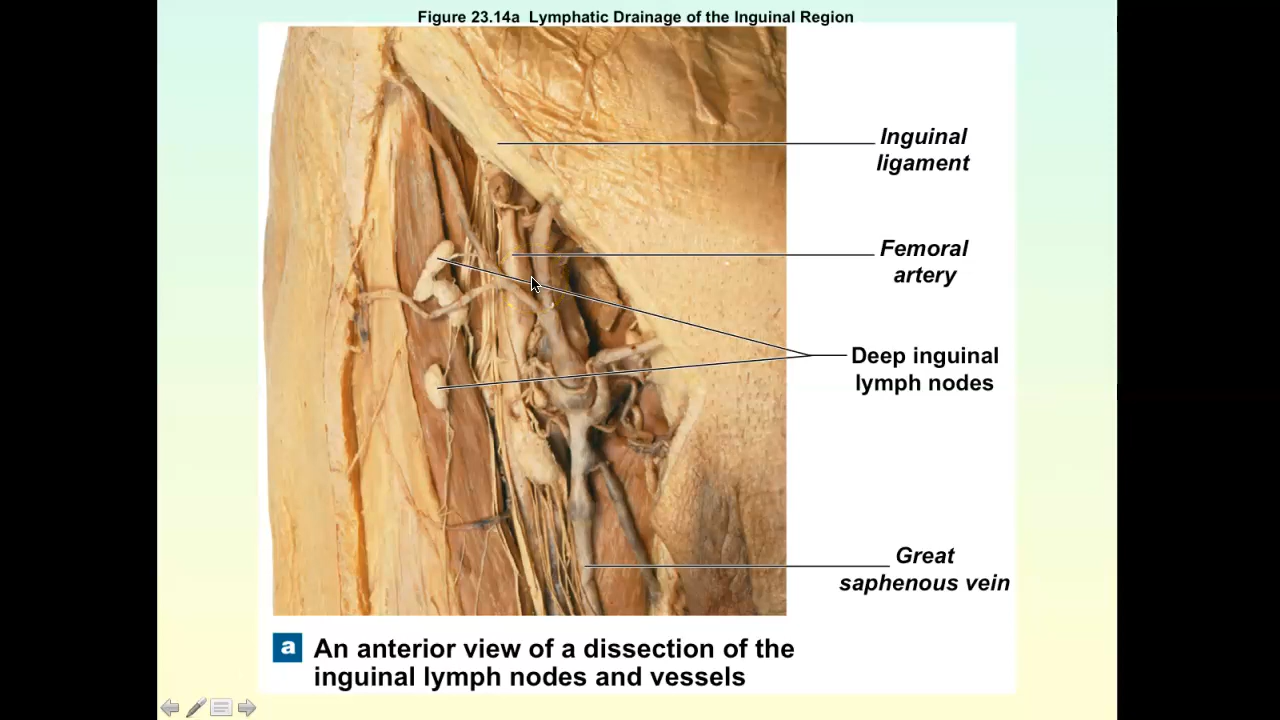 Figure 23.14a  Lymphatic Drainage of the Inguinal Region
Inguinal
ligament
Femoral
artery
Deep inguinal
lymph nodes
Great
saphenous vein
a An anterior view of a dissection of the
inguinal lymph nodes and vessels